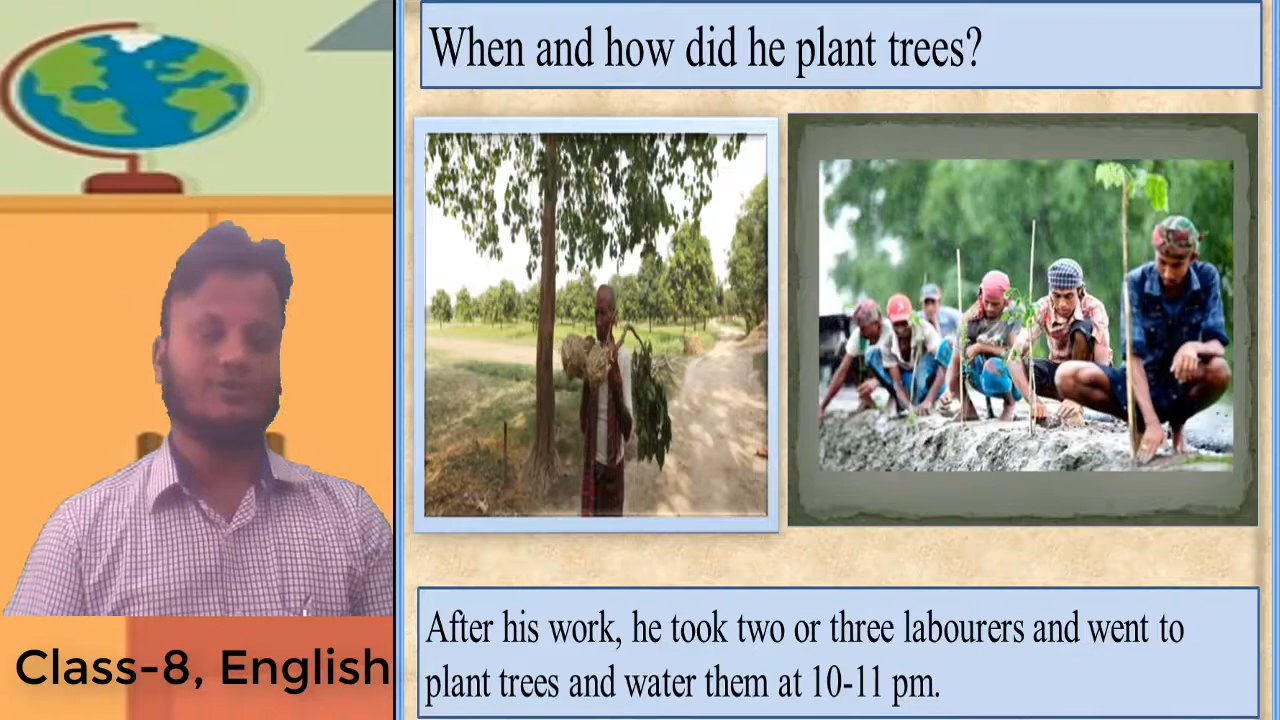 When and how did he plant trees?
After his work, he took two or three labourers and went to
plant trees and water them at 10-11 pm.
Class-8, English